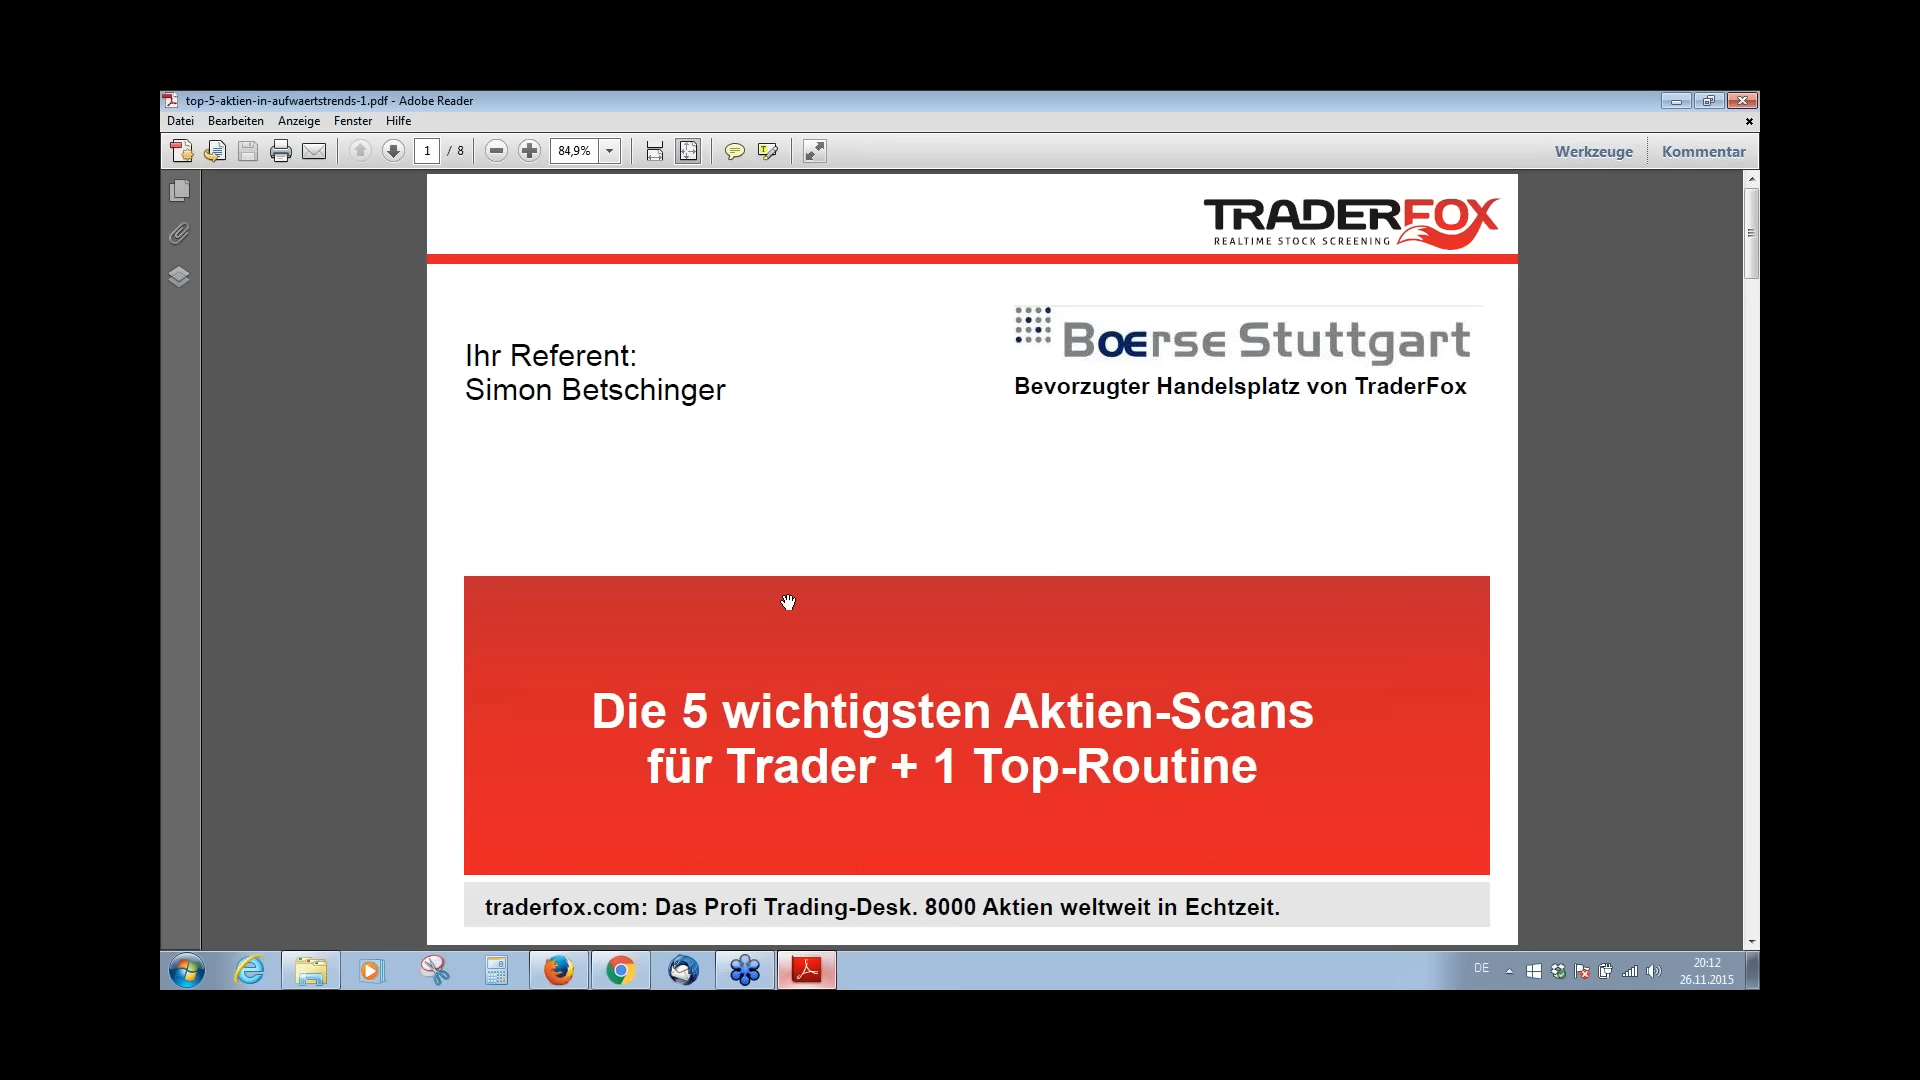 top-5-aktien-in-aufwaertstrends-1.pdf - Adobe Reader
Datei Bearbeiten Anzeige Fenster Hilfe
1 / 8 84,9% Werkzeuge Kommentar
TRADERFOX
REALTIME STOCK SCREENING
Ihr Referent:
Simon Betschinger
Boerse Stuttgart
Bevorzugter Handelsplatz von TraderFox
Die 5 wichtigsten Aktien-Scans
für Trader + 1 Top-Routine
traderfox.com: Das Profi Trading-Desk. 8000 Aktien weltweit in Echtzeit.
DE
20:12
26.11.2015